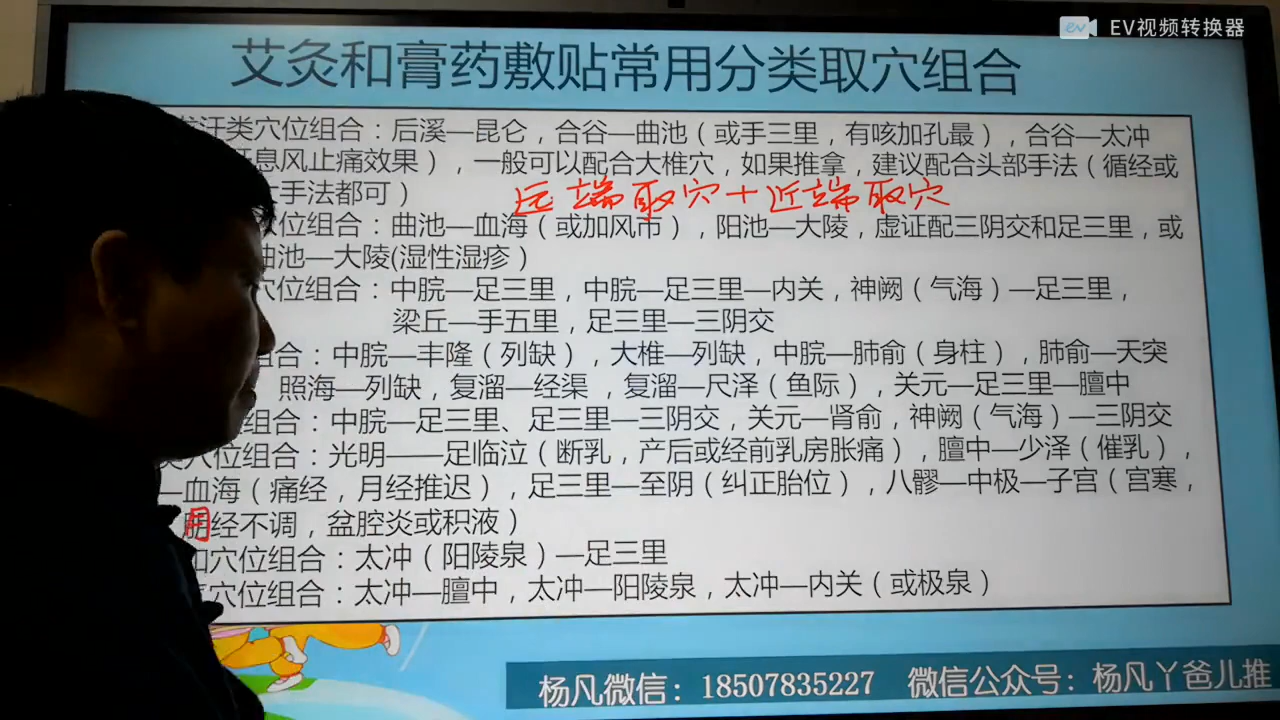 EV视频转换器
艾灸和膏药敷贴常用分类取穴组合
发汗类穴位组合：后溪—昆仑，合谷—曲池（或手三里，有咳加孔最），合谷—太冲
息风止痛效果），一般可以配合大椎穴，如果推拿，建议配合头部手法（循经或
手法都可）
远端取穴+近端取穴
位组合：曲池—血海（或加风市），阳池—大陵，虚证配三阴交和足三里，或
曲池—大陵(湿性湿疹）
穴位组合：中脘—足三里，中脘—足三里—内关，神阙（气海）—足三里，
梁丘—手五里，足三里—三阴交
组合：中脘—丰隆（列缺），大椎—列缺，中脘—肺俞（身柱），肺俞—天突
照海—列缺，复溜—经渠 ，复溜—尺泽（鱼际），关元—足三里—膻中
组合：中脘—足三里、足三里—三阴交，关元—肾俞，神阙（气海）—三阴交
类穴位组合：光明——足临泣（断乳，产后或经前乳房胀痛），膻中—少泽（催乳），
—血海（痛经，月经推迟），足三里—至阴（纠正胎位），八髎—中极—子宫（宫寒，
经不调，盆腔炎或积液）
和穴位组合：太冲（阳陵泉）—足三里
穴位组合：太冲—膻中，太冲—阳陵泉，太冲—内关（或极泉）
杨凡微信：18507835227 微信公众号：杨凡丫爸儿推